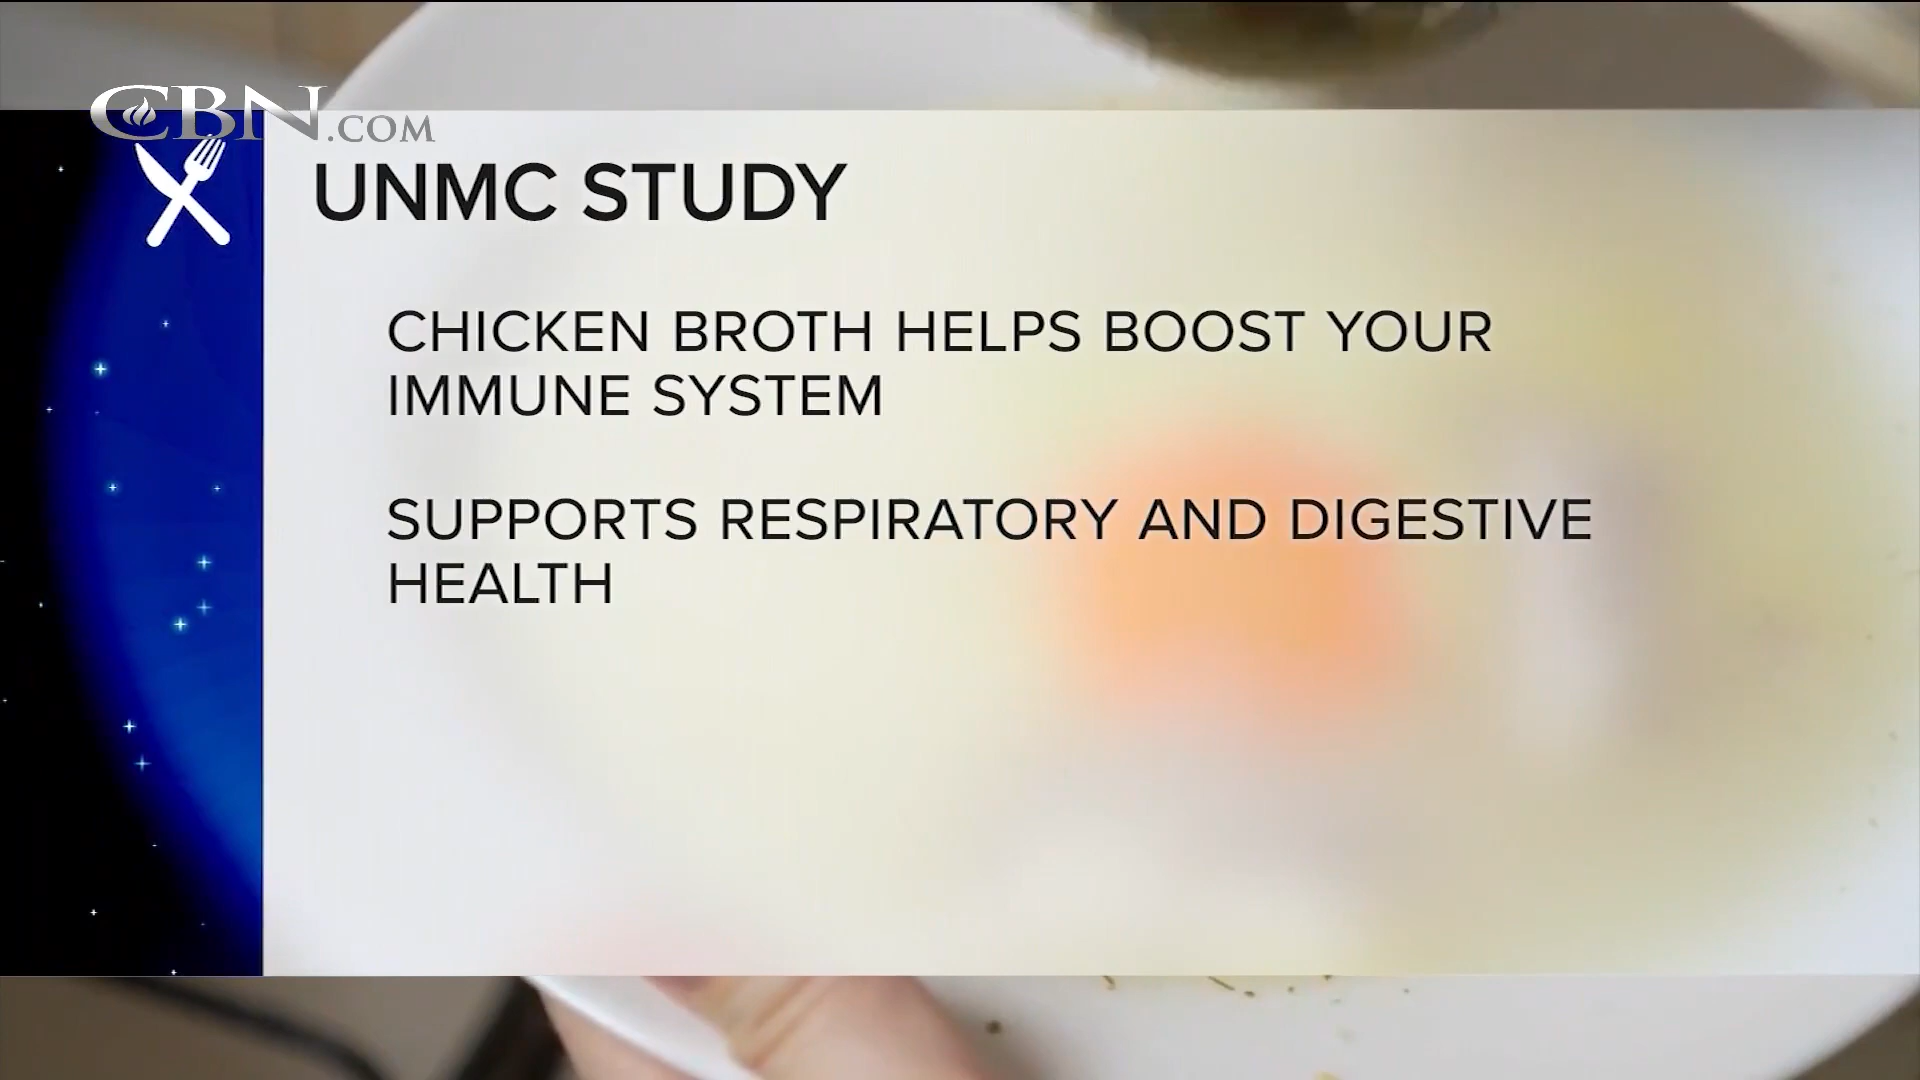 CBN.COM
UNMC STUDY
CHICKEN BROTH HELPS BOOST YOUR
IMMUNE SYSTEM
SUPPORTS RESPIRATORY AND DIGESTIVE
HEALTH